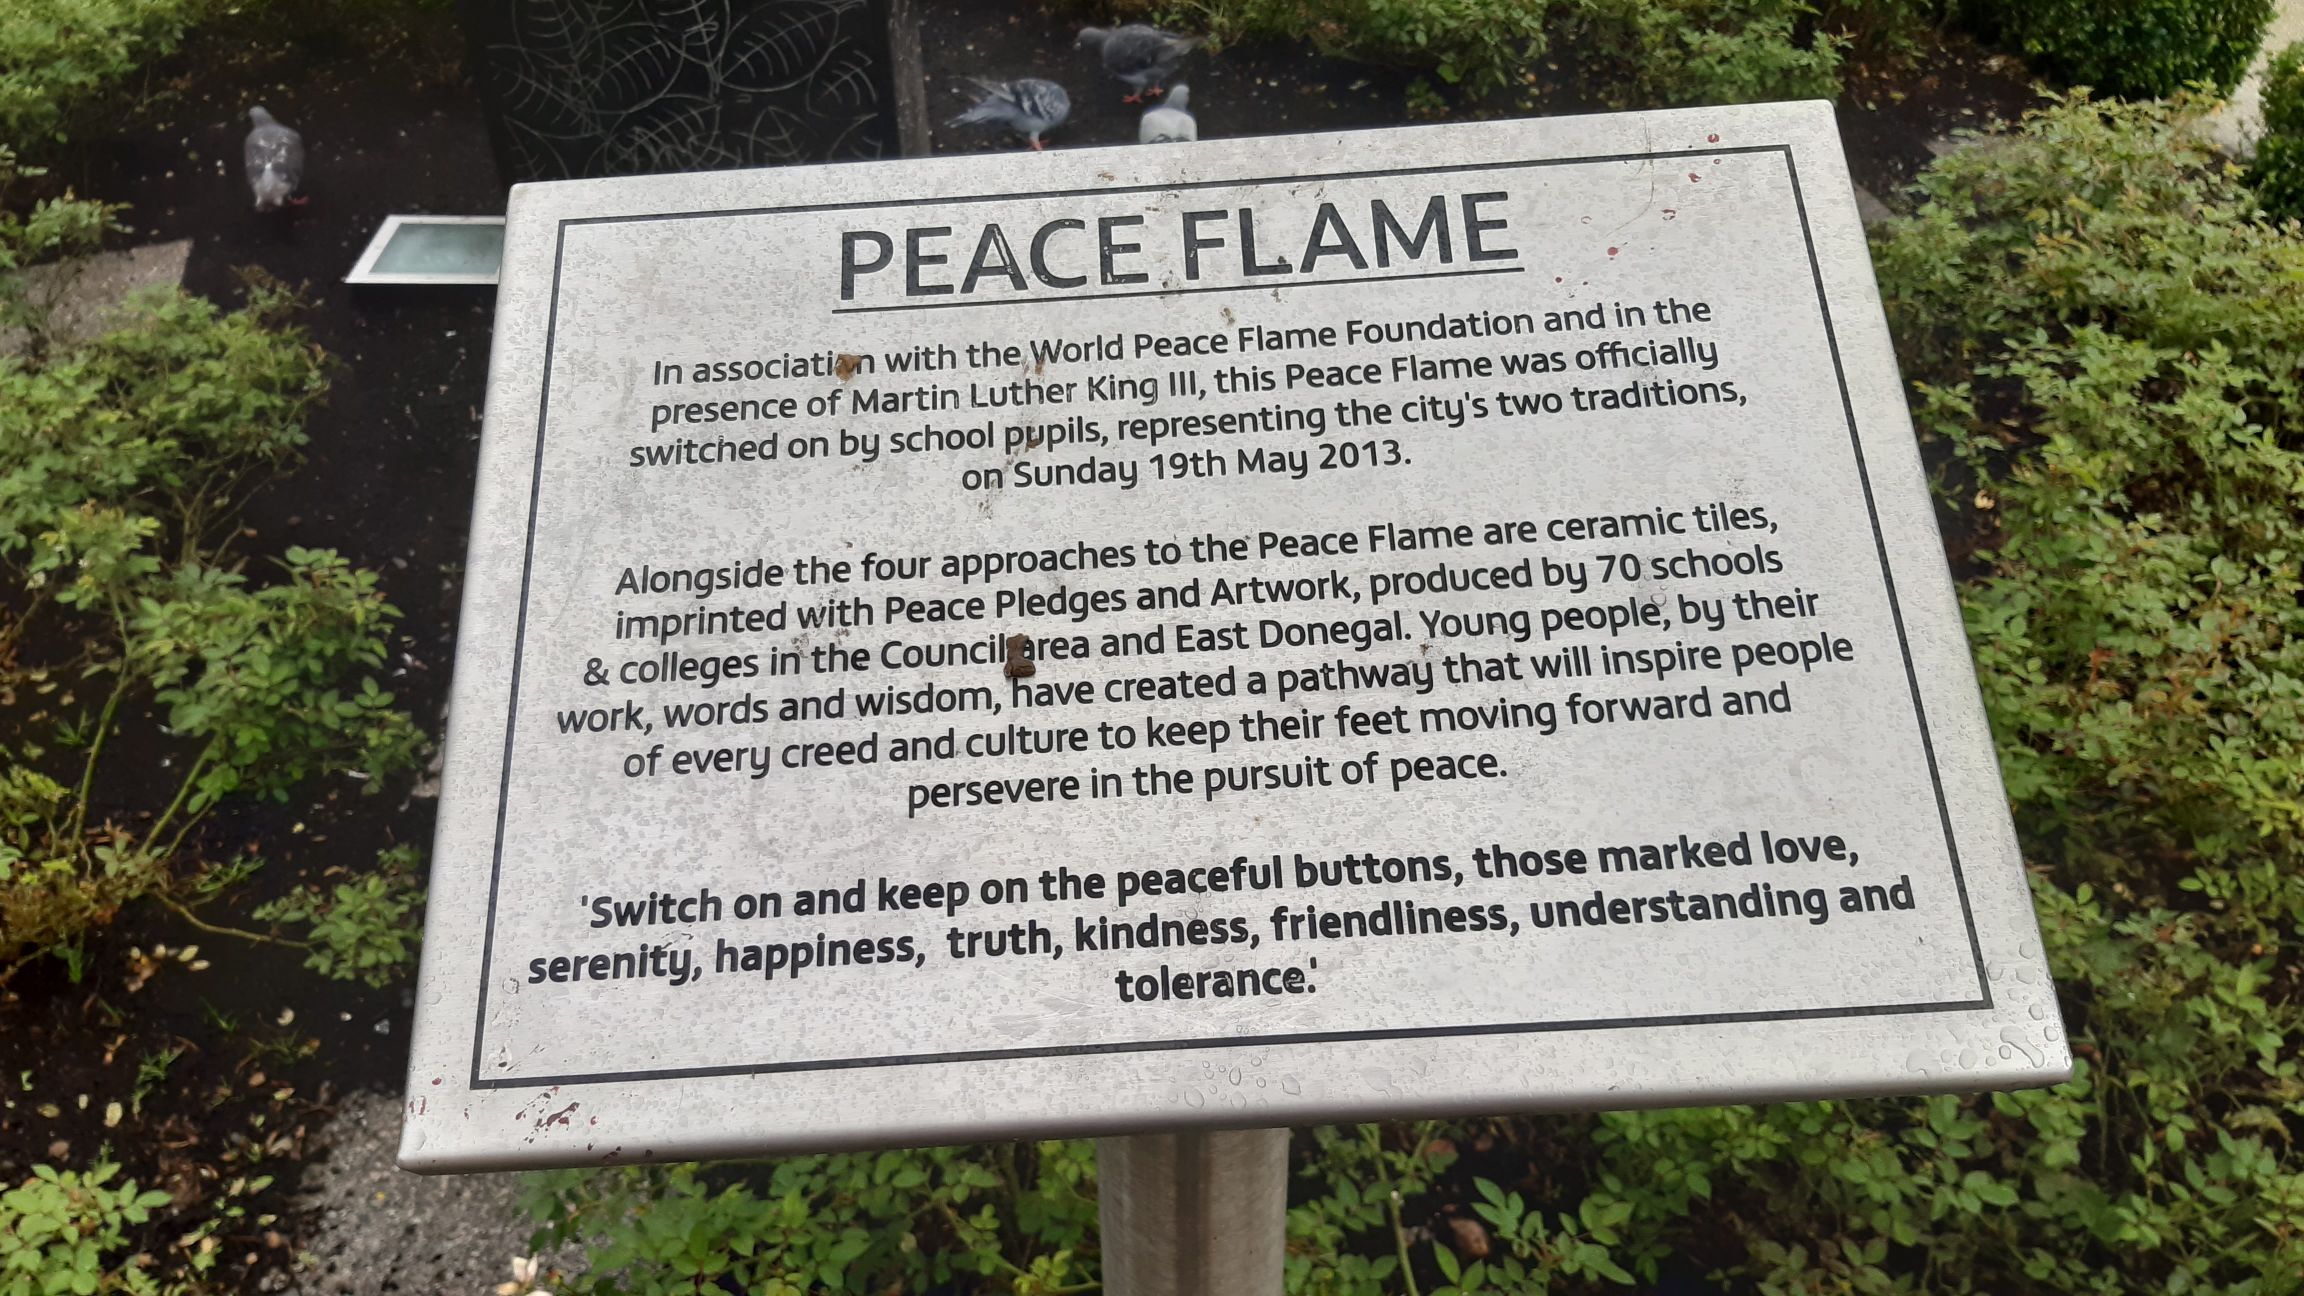 PEACE FLAME
In association with the World Peace Flame Foundation and in the
presence of Martin Luther King III, this Peace Flame was officially
switched on by school pupils, representing the city's two traditions,
on Sunday 19th May 2013.
Alongside the four approaches to the Peace Flame are ceramic tiles,
imprinted with Peace Pledges and Artwork, produced by 70 schools
& colleges in the Council area and East Donegal. Young people, by their
work, words and wisdom, have created a pathway that will inspire people
of every creed and culture to keep their feet moving forward and
persevere in the pursuit of peace.
'Switch on and keep on the peaceful buttons, those marked love,
serenity, happiness, truth, kindness, friendliness, understanding and
tolerance.'